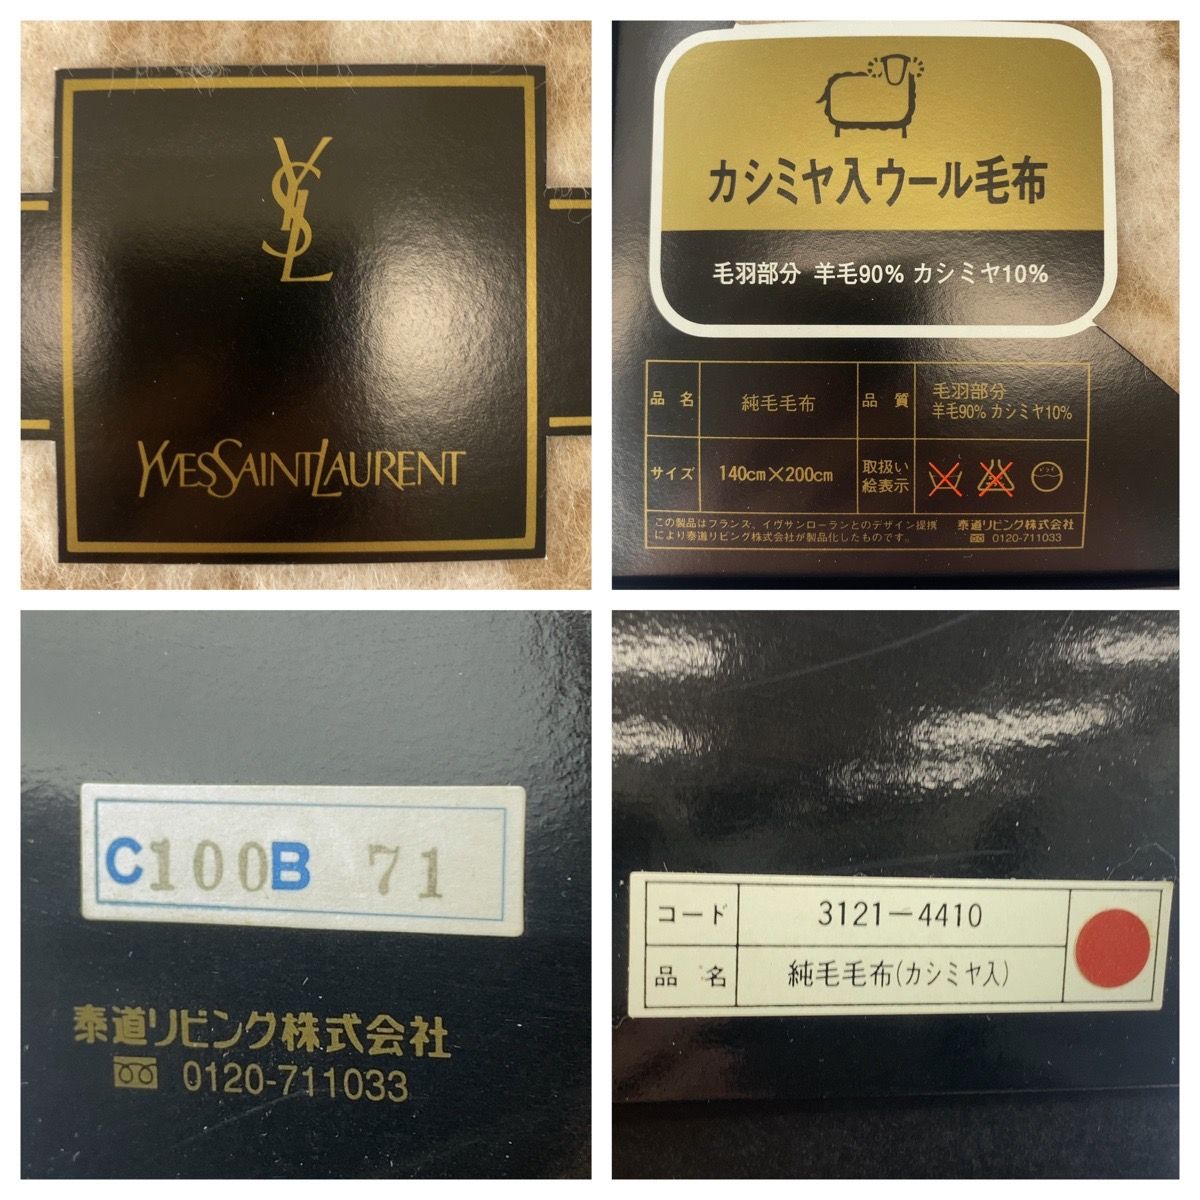 YSL
YVESSAINTLAURENT
カシミヤ入ウール毛布
毛羽部分 羊毛90% カシミヤ10%
品名 純毛毛布 品質 毛羽部分
羊毛90% カシミヤ10%
サイズ 140cm×200cm 取扱い
絵表示 ドライ
この製品はフランス、イヴサンローランとのデザイン提携
により泰道リビング株式会社が製品化したものです。
泰道リビング株式会社
0120-711033
C100B 71
泰道リビング株式会社
0120-711033
コード 3121-4410
品名 純毛毛布(カシミヤ入)